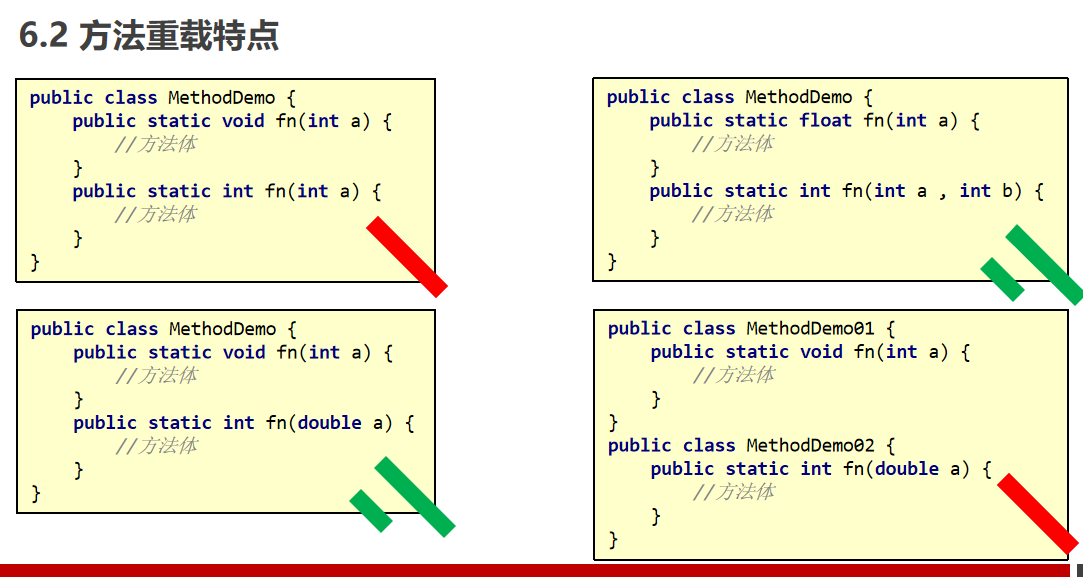 6.2 方法重载特点
public class MethodDemo {
public static void fn(int a) {
//方法体
}
public static int fn(int a) {
//方法体
}
}
public class MethodDemo {
public static float fn(int a) {
//方法体
}
public static int fn(int a , int b) {
//方法体
}
}
public class MethodDemo {
public static void fn(int a) {
//方法体
}
public static int fn(double a) {
//方法体
}
}
public class MethodDemo01 {
public static void fn(int a) {
//方法体
}
}
public class MethodDemo02 {
public static int fn(double a) {
//方法体
}
}